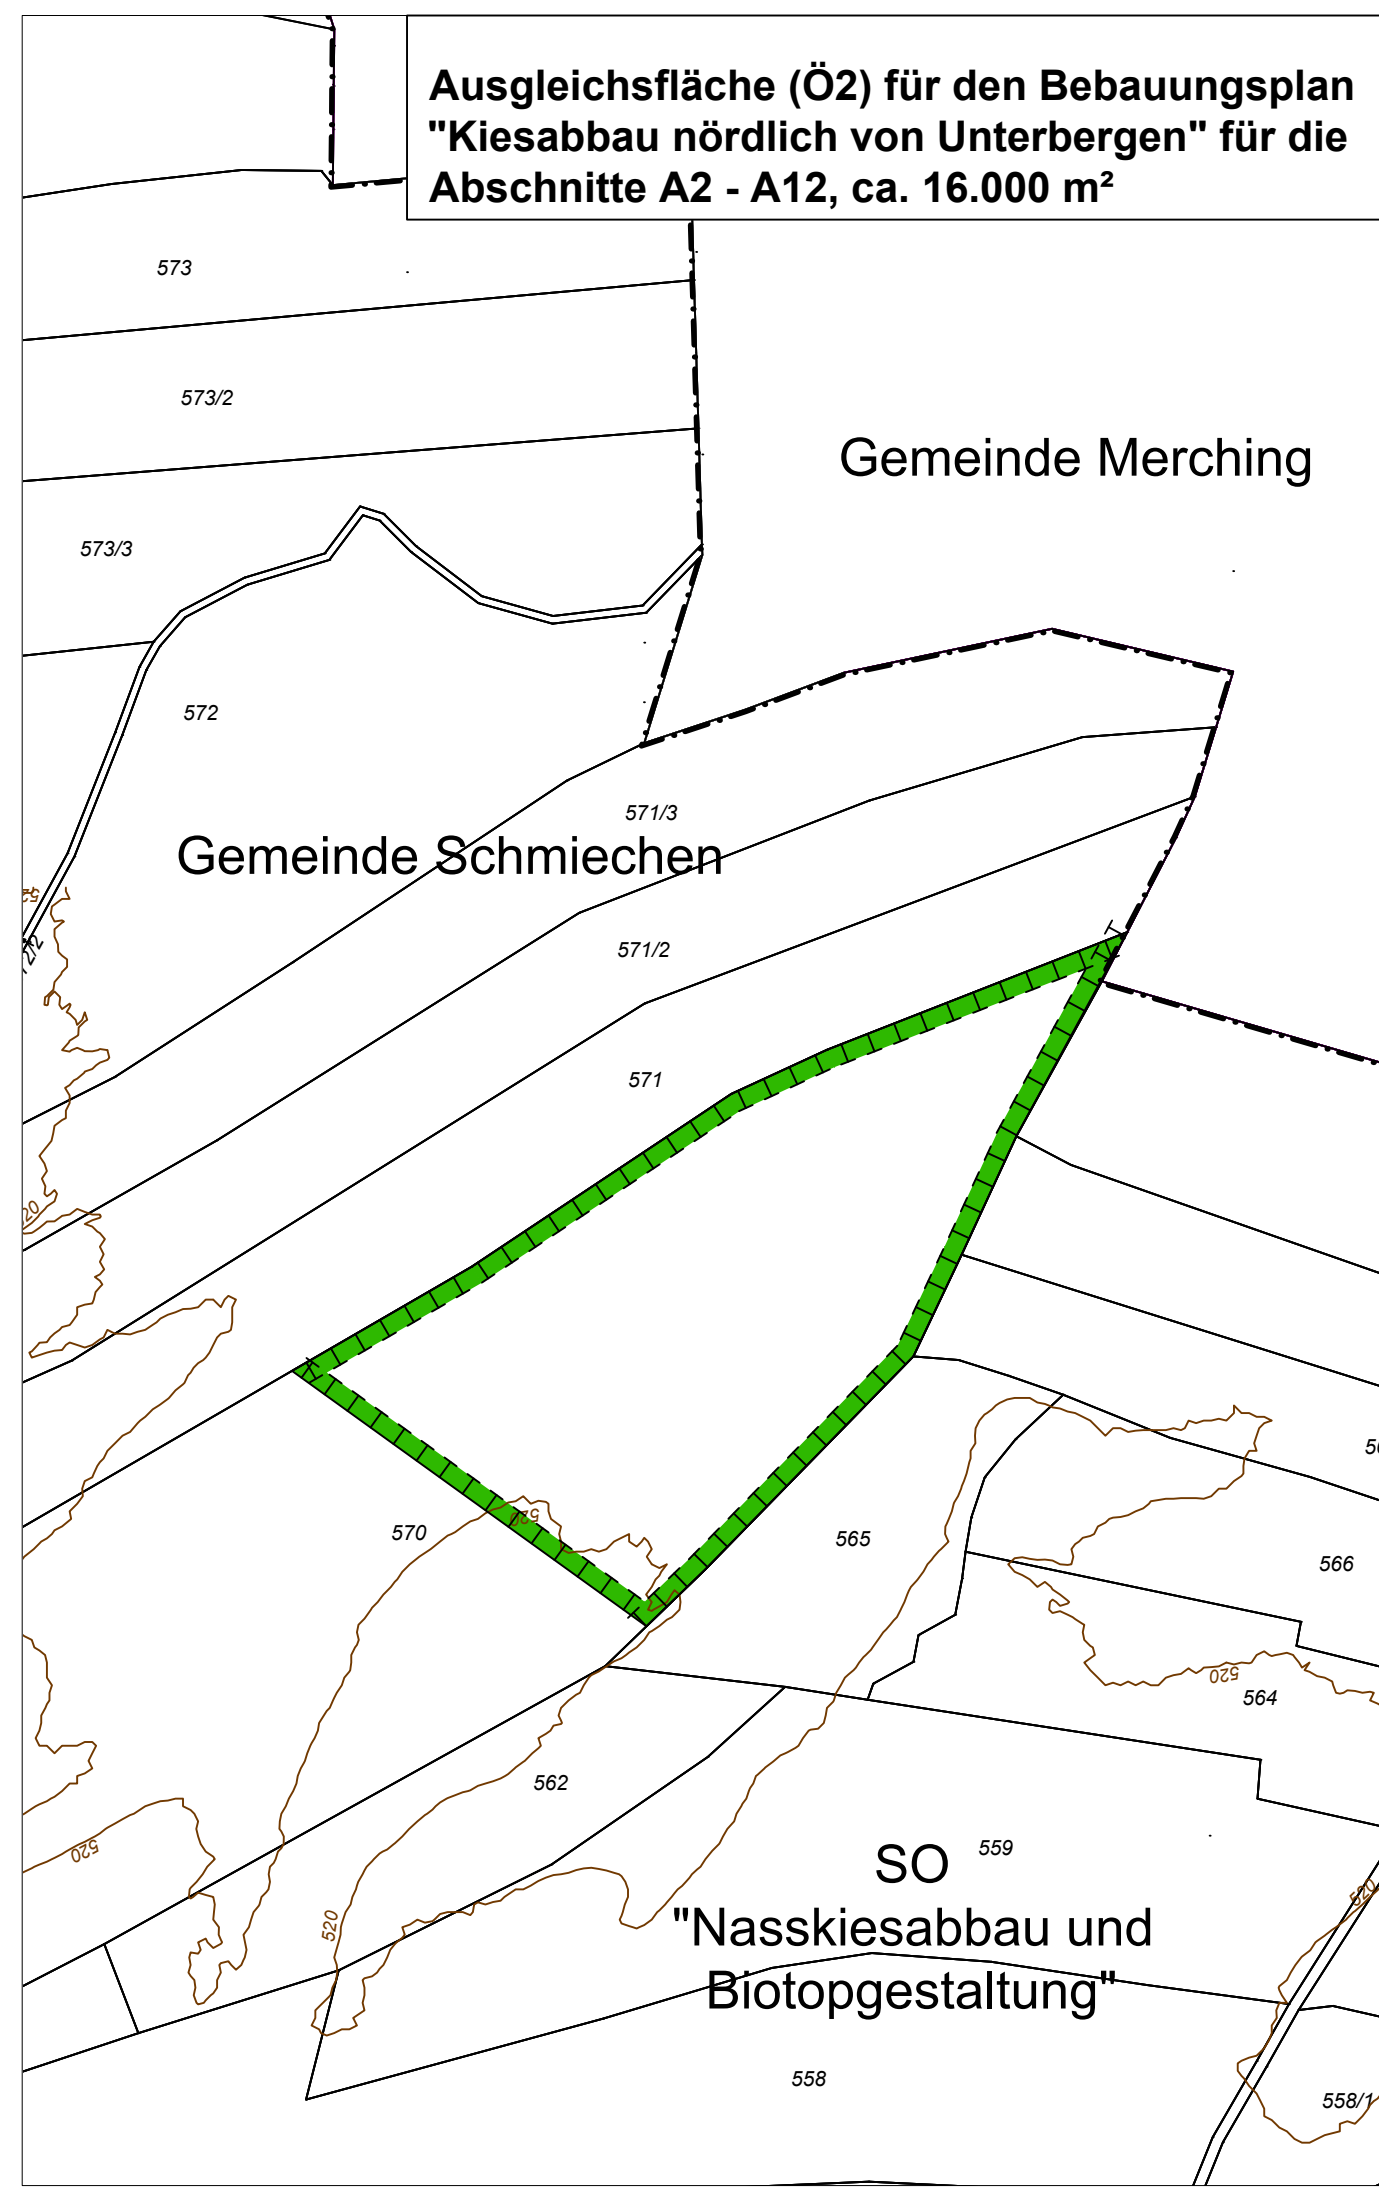 Ausgleichsfläche (Ö2) für den Bebauungsplan
"Kiesabbau nördlich von Unterbergen" für die
Abschnitte A2 - A12, ca. 16.000 m²
573
573/2
Gemeinde Merching
573/3
572
571/3
Gemeinde Schmiechen
571/2
571
520
520
570
565
566
520
564
562
559
SO
520
520
520
"Nasskiesabbau und
Biotopgestaltung"
558
558/1